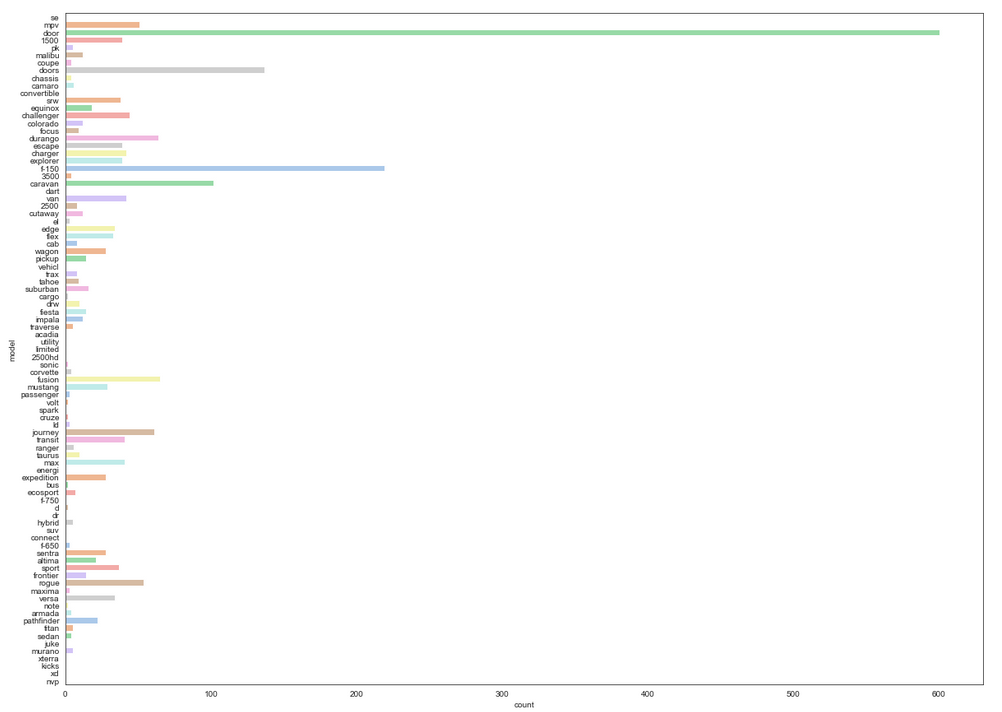 se
mpv
door
1500
pk
malibu
coupe
doors
chassis
camaro
convertible
srw
equinox
challenger
colorado
focus
durango
escape
charger
explorer
f-150
3500
caravan
dart
van
2500
cutaway
el
edge
flex
cab
wagon
pickup
vehicl
trax
tahoe
suburban
cargo
drw
fiesta
impala
traverse
acadia
utility
limited
2500hd
sonic
corvette
fusion
mustang
passenger
volt
spark
cruze
ld
journey
transit
ranger
taurus
max
energi
expedition
bus
ecosport
f-750
d
dr
hybrid
suv
connect
f-650
sentra
altima
sport
frontier
rogue
maxima
versa
note
armada
pathfinder
titan
sedan
juke
murano
xterra
kicks
xd
nvp
model
0 100 200 300 400 500 600
count